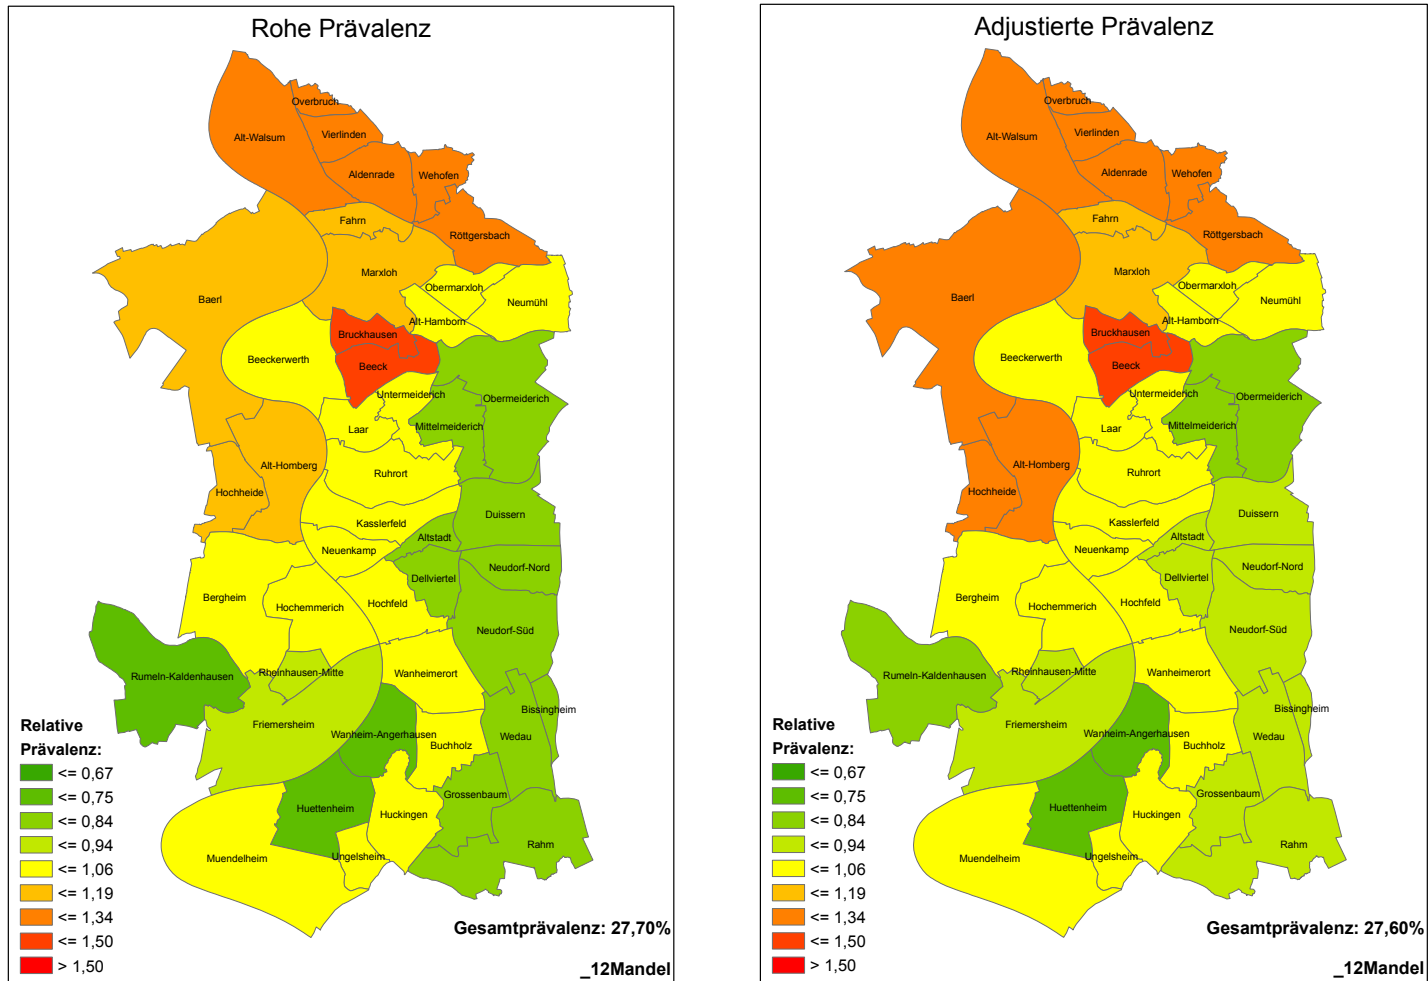 Rohe Prävalenz
Overbruch
Alt-Walsum
Vierlinden
Aldenrade
Wehofen
Fahrn
Röttgersbach
Marxloh
Obermarxloh
Baerl
Neumühl
Alt-Hamborn
Bruckhausen
Beeckerwerth
Beeck
Untermeiderich
Obermeiderich
Laar
Mittelmeiderich
Alt-Homberg
Ruhrort
Hochheide
Duissern
Kasslerfeld
Altstadt
Neuenkamp
Neudorf-Nord
Dellviertel
Bergheim
Hochfeld
Hochemmerich
Neudorf-Süd
Rheinhausen-Mitte
Wanheimerort
Rumeln-Kaldenhausen
Bissingheim
Friemersheim
Wanheim-Angerhausen
Wedau
Buchholz
Grossenbaum
Huettenheim
Huckingen
Rahm
Ungelsheim
Muendelheim
Relative
Prävalenz:
<= 0,67
<= 0,75
<= 0,84
<= 0,94
<= 1,06
<= 1,19
<= 1,34
<= 1,50
> 1,50
Gesamtprävalenz: 27,70%
_12Mandel
Adjustierte Prävalenz
Overbruch
Alt-Walsum
Vierlinden
Aldenrade
Wehofen
Fahrn
Röttgersbach
Marxloh
Obermarxloh
Baerl
Neumühl
Alt-Hamborn
Bruckhausen
Beeckerwerth
Beeck
Untermeiderich
Obermeiderich
Laar
Mittelmeiderich
Alt-Homberg
Ruhrort
Hochheide
Duissern
Kasslerfeld
Altstadt
Neuenkamp
Neudorf-Nord
Dellviertel
Bergheim
Hochfeld
Hochemmerich
Neudorf-Süd
Rheinhausen-Mitte
Wanheimerort
Rumeln-Kaldenhausen
Bissingheim
Friemersheim
Wanheim-Angerhausen
Wedau
Buchholz
Grossenbaum
Huettenheim
Huckingen
Rahm
Ungelsheim
Muendelheim
Relative
Prävalenz:
<= 0,67
<= 0,75
<= 0,84
<= 0,94
<= 1,06
<= 1,19
<= 1,34
<= 1,50
> 1,50
Gesamtprävalenz: 27,60%
_12Mandel